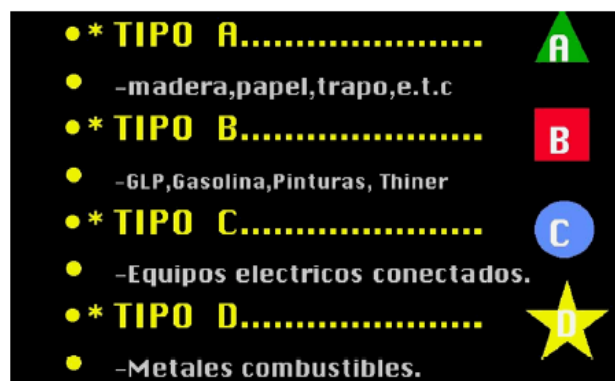 * TIPO A...................... A
-madera,papel,trapo,e.t.c
* TIPO B...................... B
-GLP,Gasolina,Pinturas, Thiner
* TIPO C...................... C
-Equipos electricos conectados.
* TIPO D...................... D
-Metales combustibles.